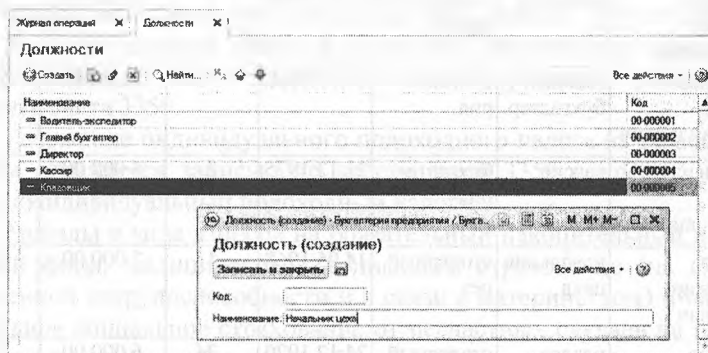 Журнал операций
Должности
Должности
Создать Найти... Все действия
Наименование Код
Водитель-экспедитор 00-000001
Главный бухгалтер 00-000002
Директор 00-000003
Кассир 00-000004
Кладовщик 00-000005
Должность (создание) - Бухгалтерия предприятия / Бухга... M M+ M-
Должность (создание)
Записать и закрыть Все действия
Код:
Наименование: Начальник цеха